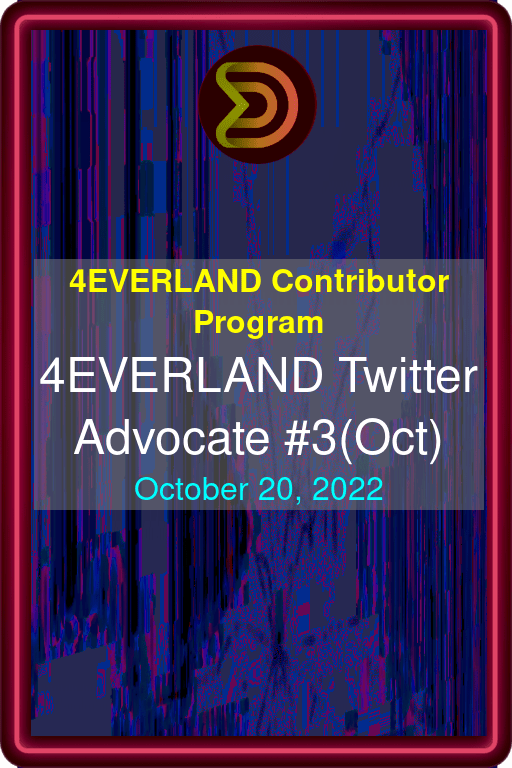 4EVERLAND Contributor
Program
4EVERLAND Twitter
Advocate #3(Oct)
October 20, 2022